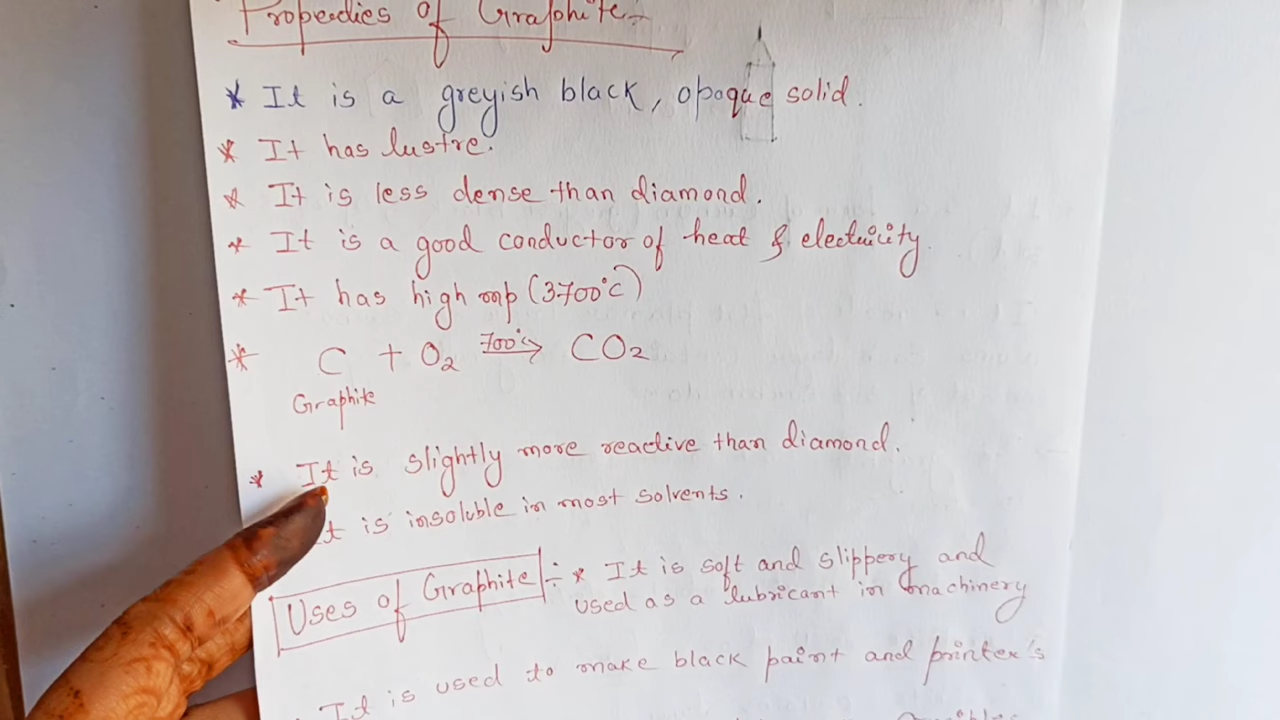 Properties of Graphite:-
* It is a greyish black, opaque solid.
* It has lustre.
* It is less dense than diamond.
* It is a good conductor of heat & electricity.
* It has high mp (3700°C)
* C + O₂ 700°C → CO₂
Graphite
* It is slightly more reactive than diamond.
It is insoluble in most solvents.
Uses of Graphite ÷ * It is soft and slippery and
used as a lubricant in machinery
It is used to make black paint and printer's